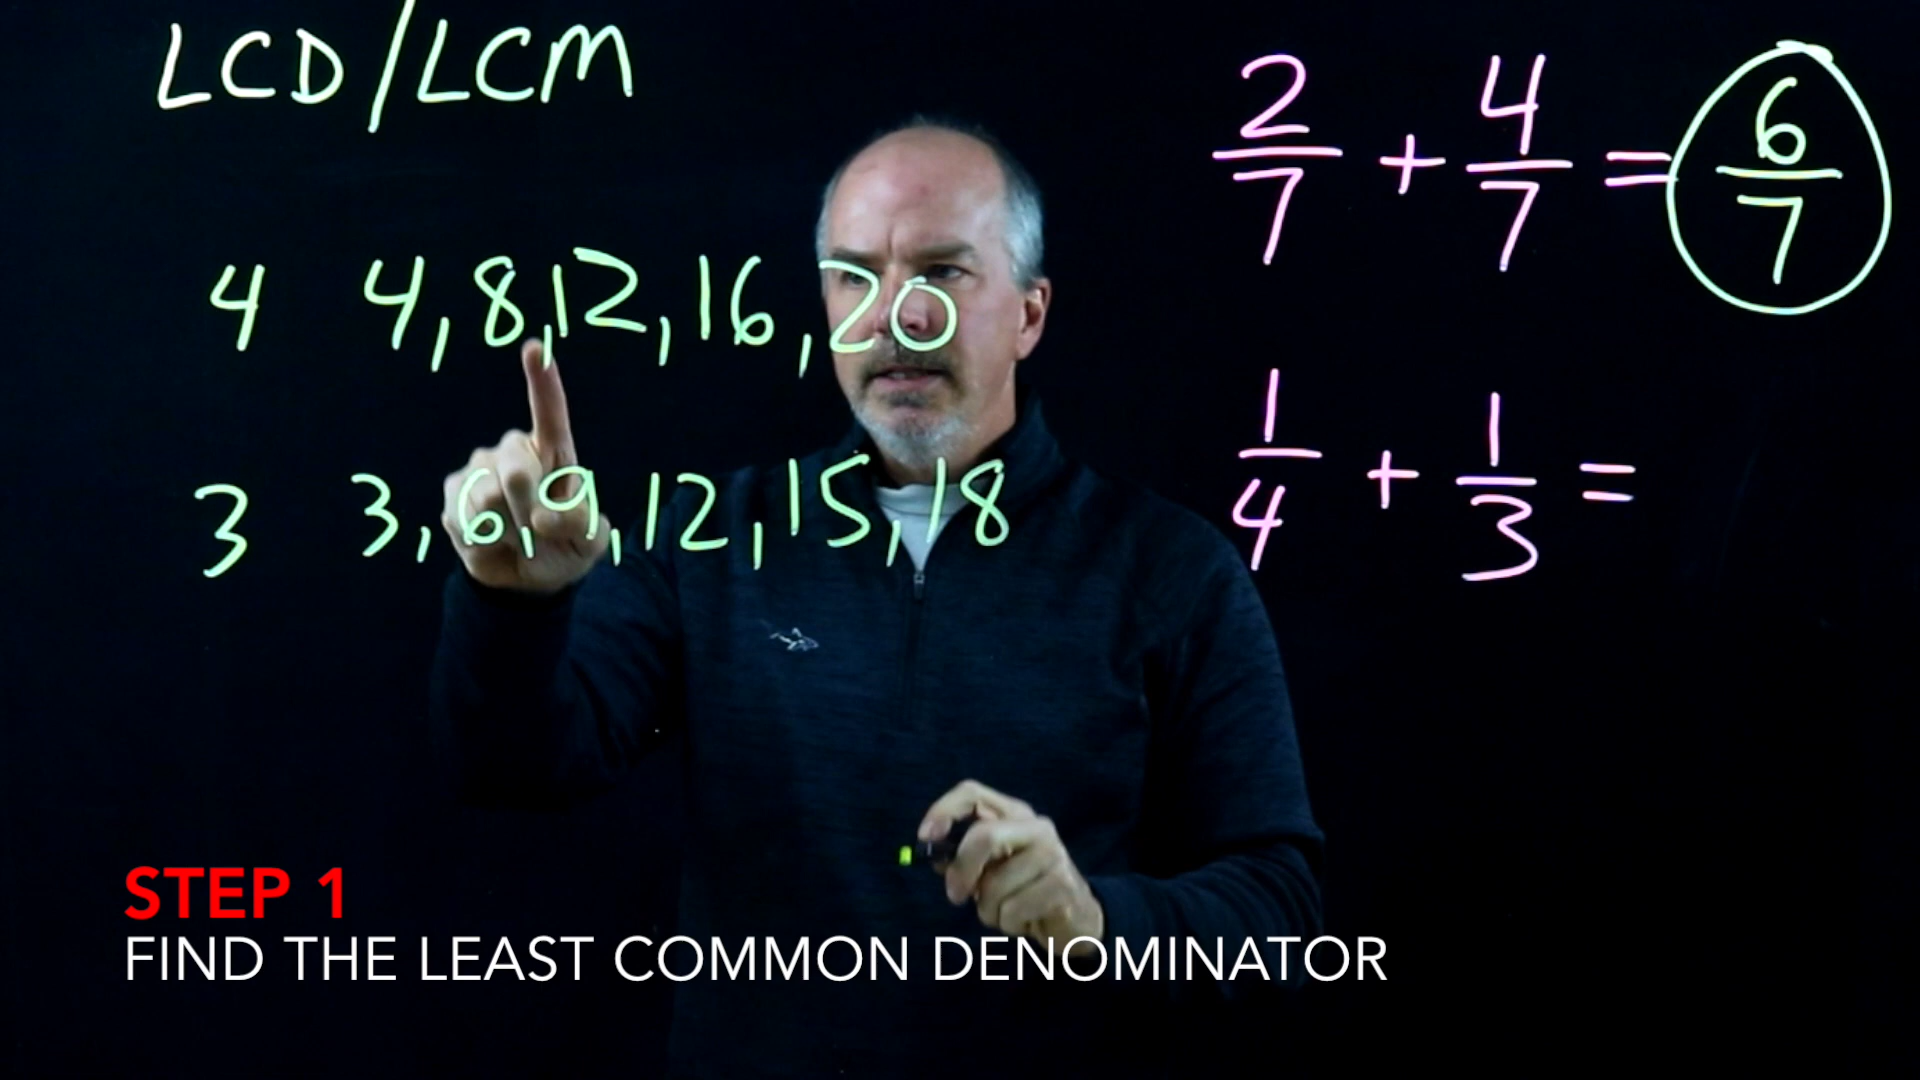 LCD/LCM
4 4, 8, 12, 16, 20
3 3, 6, 9, 12, 15, 18
2/7 + 4/7 = 6/7
1/4 + 1/3 =
STEP 1
FIND THE LEAST COMMON DENOMINATOR